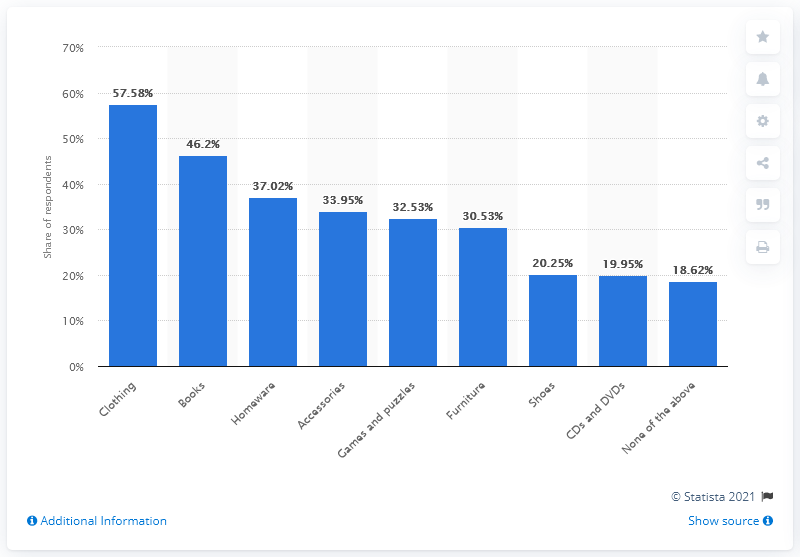 70%
60%
50%
40%
30%
20%
10%
0%
Share of respondents
57.58%
46.2%
37.02%
33.95%
32.53%
30.53%
20.25%
19.95%
18.62%
Clothing
Books
Homeware
Accessories
Games and puzzles
Furniture
Shoes
CDs and DVDs
None of the above
© Statista 2021
Additional Information
Show source